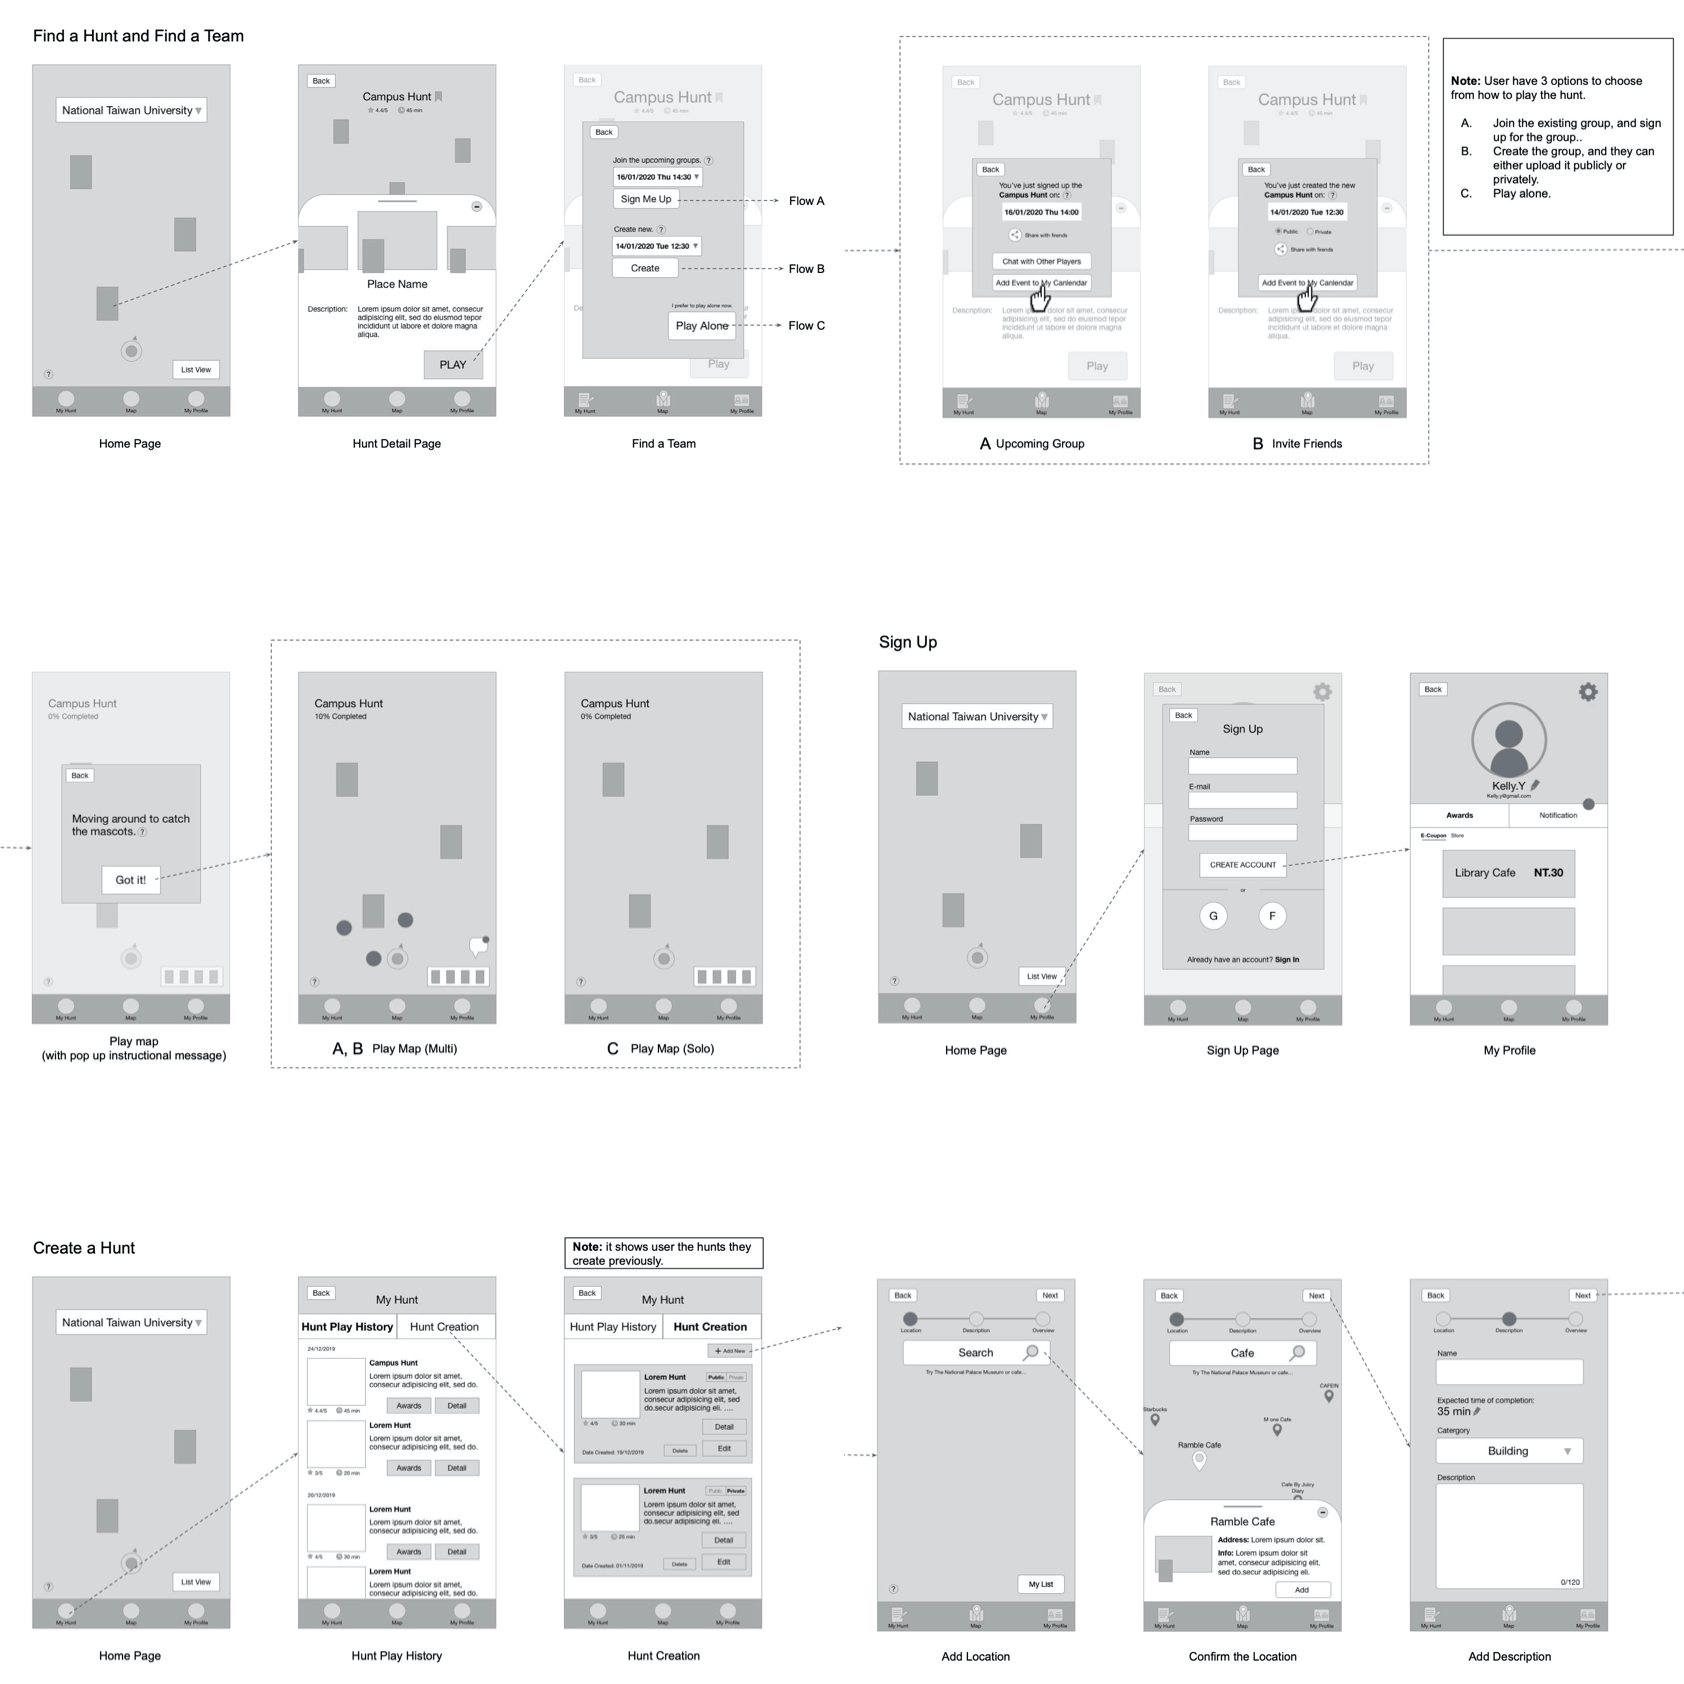 Find a Hunt and Find a Team
National Taiwan University ▼
?
List View
My Hunt
Map
My Profile
Home Page
Back
Campus Hunt
4.4/5
45 min
Place Name
Description:
Lorem ipsum dolor sit amet, consecur
adipisicing elit, sed do eiusmod tepor
incididunt ut labore et dolore magna
aliqua.
PLAY
My Hunt
Map
My Profile
Hunt Detail Page
Back
Campus Hunt
4.4/5
45 min
Back
Join the upcoming groups. ?
16/01/2020 Thu 14:30 ▼
Sign Me Up
Create new. ?
14/01/2020 Tue 12:30 ▼
Create
I prefer to play alone now.
Play Alone
Play
My Hunt
Map
My Profile
Find a Team
Flow A
Flow B
Flow C
Back
Campus Hunt
4.4/5
45 min
Back
You've just signed up the
Campus Hunt on: ?
16/01/2020 Thu 14:00
Share with firends
Chat with Other Players
Add Event to My Canlendar
Description:
Lorem ipsum dolor sit amet, consecur
adipisicing elit, sed do eiusmod tepor
incididunt ut labore et dolore magna
aliqua.
Play
My Hunt
Map
My Profile
A Upcoming Group
Back
Campus Hunt
4.4/5
45 min
Back
You've just created the new
Campus Hunt on: ?
14/01/2020 Tue 12:30
Public
Private
Share with firends
Add Event to My Canlendar
Description:
Lorem ipsum dolor sit amet, consecur
adipisicing elit, sed do eiusmod tepor
incididunt ut labore et dolore magna
aliqua.
Play
My Hunt
Map
My Profile
B Invite Friends
Note: User have 3 options to choose
from how to play the hunt.
A. Join the existing group, and sign
up for the group..
B. Create the group, and they can
either upload it publicly or
privately.
C. Play alone.
Campus Hunt
0% Completed
Back
Moving around to catch
the mascots. ?
Got it!
?
My Hunt
Map
My Profile
Play map
(with pop up instructional message)
Campus Hunt
10% Conpleted
?
My Hunt
Map
My Profile
A, B Play Map (Multi)
Campus Hunt
0% Completed
?
My Hunt
Map
My Profile
C Play Map (Solo)
Sign Up
National Taiwan University ▼
?
List View
My Hunt
Map
My Profile
Home Page
Back
Back
Sign Up
Name
E-mail
Password
CREATE ACCOUNT
or
G
F
Already have an account? Sign In
My Hunt
Map
My Profile
Sign Up Page
Back
Kelly.Y
Kelly.y@gmail.com
Awards
Notification
E-Coupon
Store
Library Cafe NT.30
My Hunt
Map
My Profile
My Profile
Create a Hunt
National Taiwan University ▼
?
List View
My Hunt
Map
My Profile
Home Page
Back
My Hunt
Hunt Play History
Hunt Creation
24/12/2019
Campus Hunt
Lorem ipsum dolor sit amet,
consecur adipisicing elit, sed do.
4.4/5
45 min
Awards
Detail
Lorem Hunt
Lorem ipsum dolor sit amet,
consecur adipisicing elit, sed do.
3/5
20 min
Awards
Detail
20/12/2019
Lorem Hunt
Lorem ipsum dolor sit amet,
consecur adipisicing elit, sed do.
4/5
30 min
Awards
Detail
Lorem Hunt
Lorem ipsum dolor sit amet,
consecur adipisicing elit, sed do.
My Hunt
Map
My Profile
Hunt Play History
Note: it shows user the hunts they
create previously.
Back
My Hunt
Hunt Play History
Hunt Creation
+ Add New
Lorem Hunt
Public
Private
Lorem ipsum dolor sit amet,
consecur adipisicing elit, sed
do.secur adipisicing eli. ....
4/5
30 min
Detail
Date Created: 19/12/2019
Delete
Edit
Lorem Hunt
Public
Private
Lorem ipsum dolor sit amet,
consecur adipisicing elit, sed
do.secur adipisicing eli. ....
3/5
25 min
Detail
Date Created: 01/11/2019
Delete
Edit
My Hunt
Map
My Profile
Hunt Creation
Back
Next
Location
Description
Overview
Search
Try The National Palace Museum or cafe...
?
My List
My Hunt
Map
My Profile
Add Location
Back
Next
Location
Description
Overview
Cafe
Try The National Palace Museum or cafe...
CAFEIN
Starbucks
M one Cafe
Ramble Cafe
Cafe By Juicy
Diary
Ramble Cafe
Address: Lorem ipsum dolor sit.
Info: Lorem ipsum dolor sit
amet, consecur adipisicing elit,
sed do.secur adipisicing eli.
Add
My Hunt
Map
My Profile
Confirm the Location
Back
Next
Location
Description
Overview
Name
Expected time of completion:
35 min
Catergory
Building ▼
Description
0/120
My Hunt
Map
My Profile
Add Description